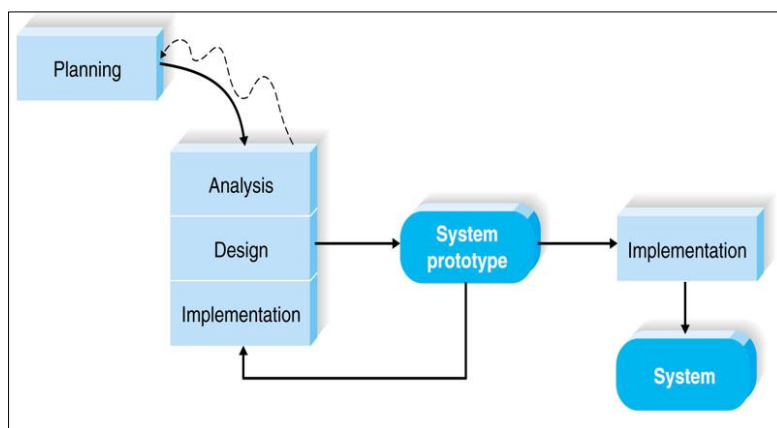 Planning
Analysis
Design
Implementation
System
prototype
Implementation
System